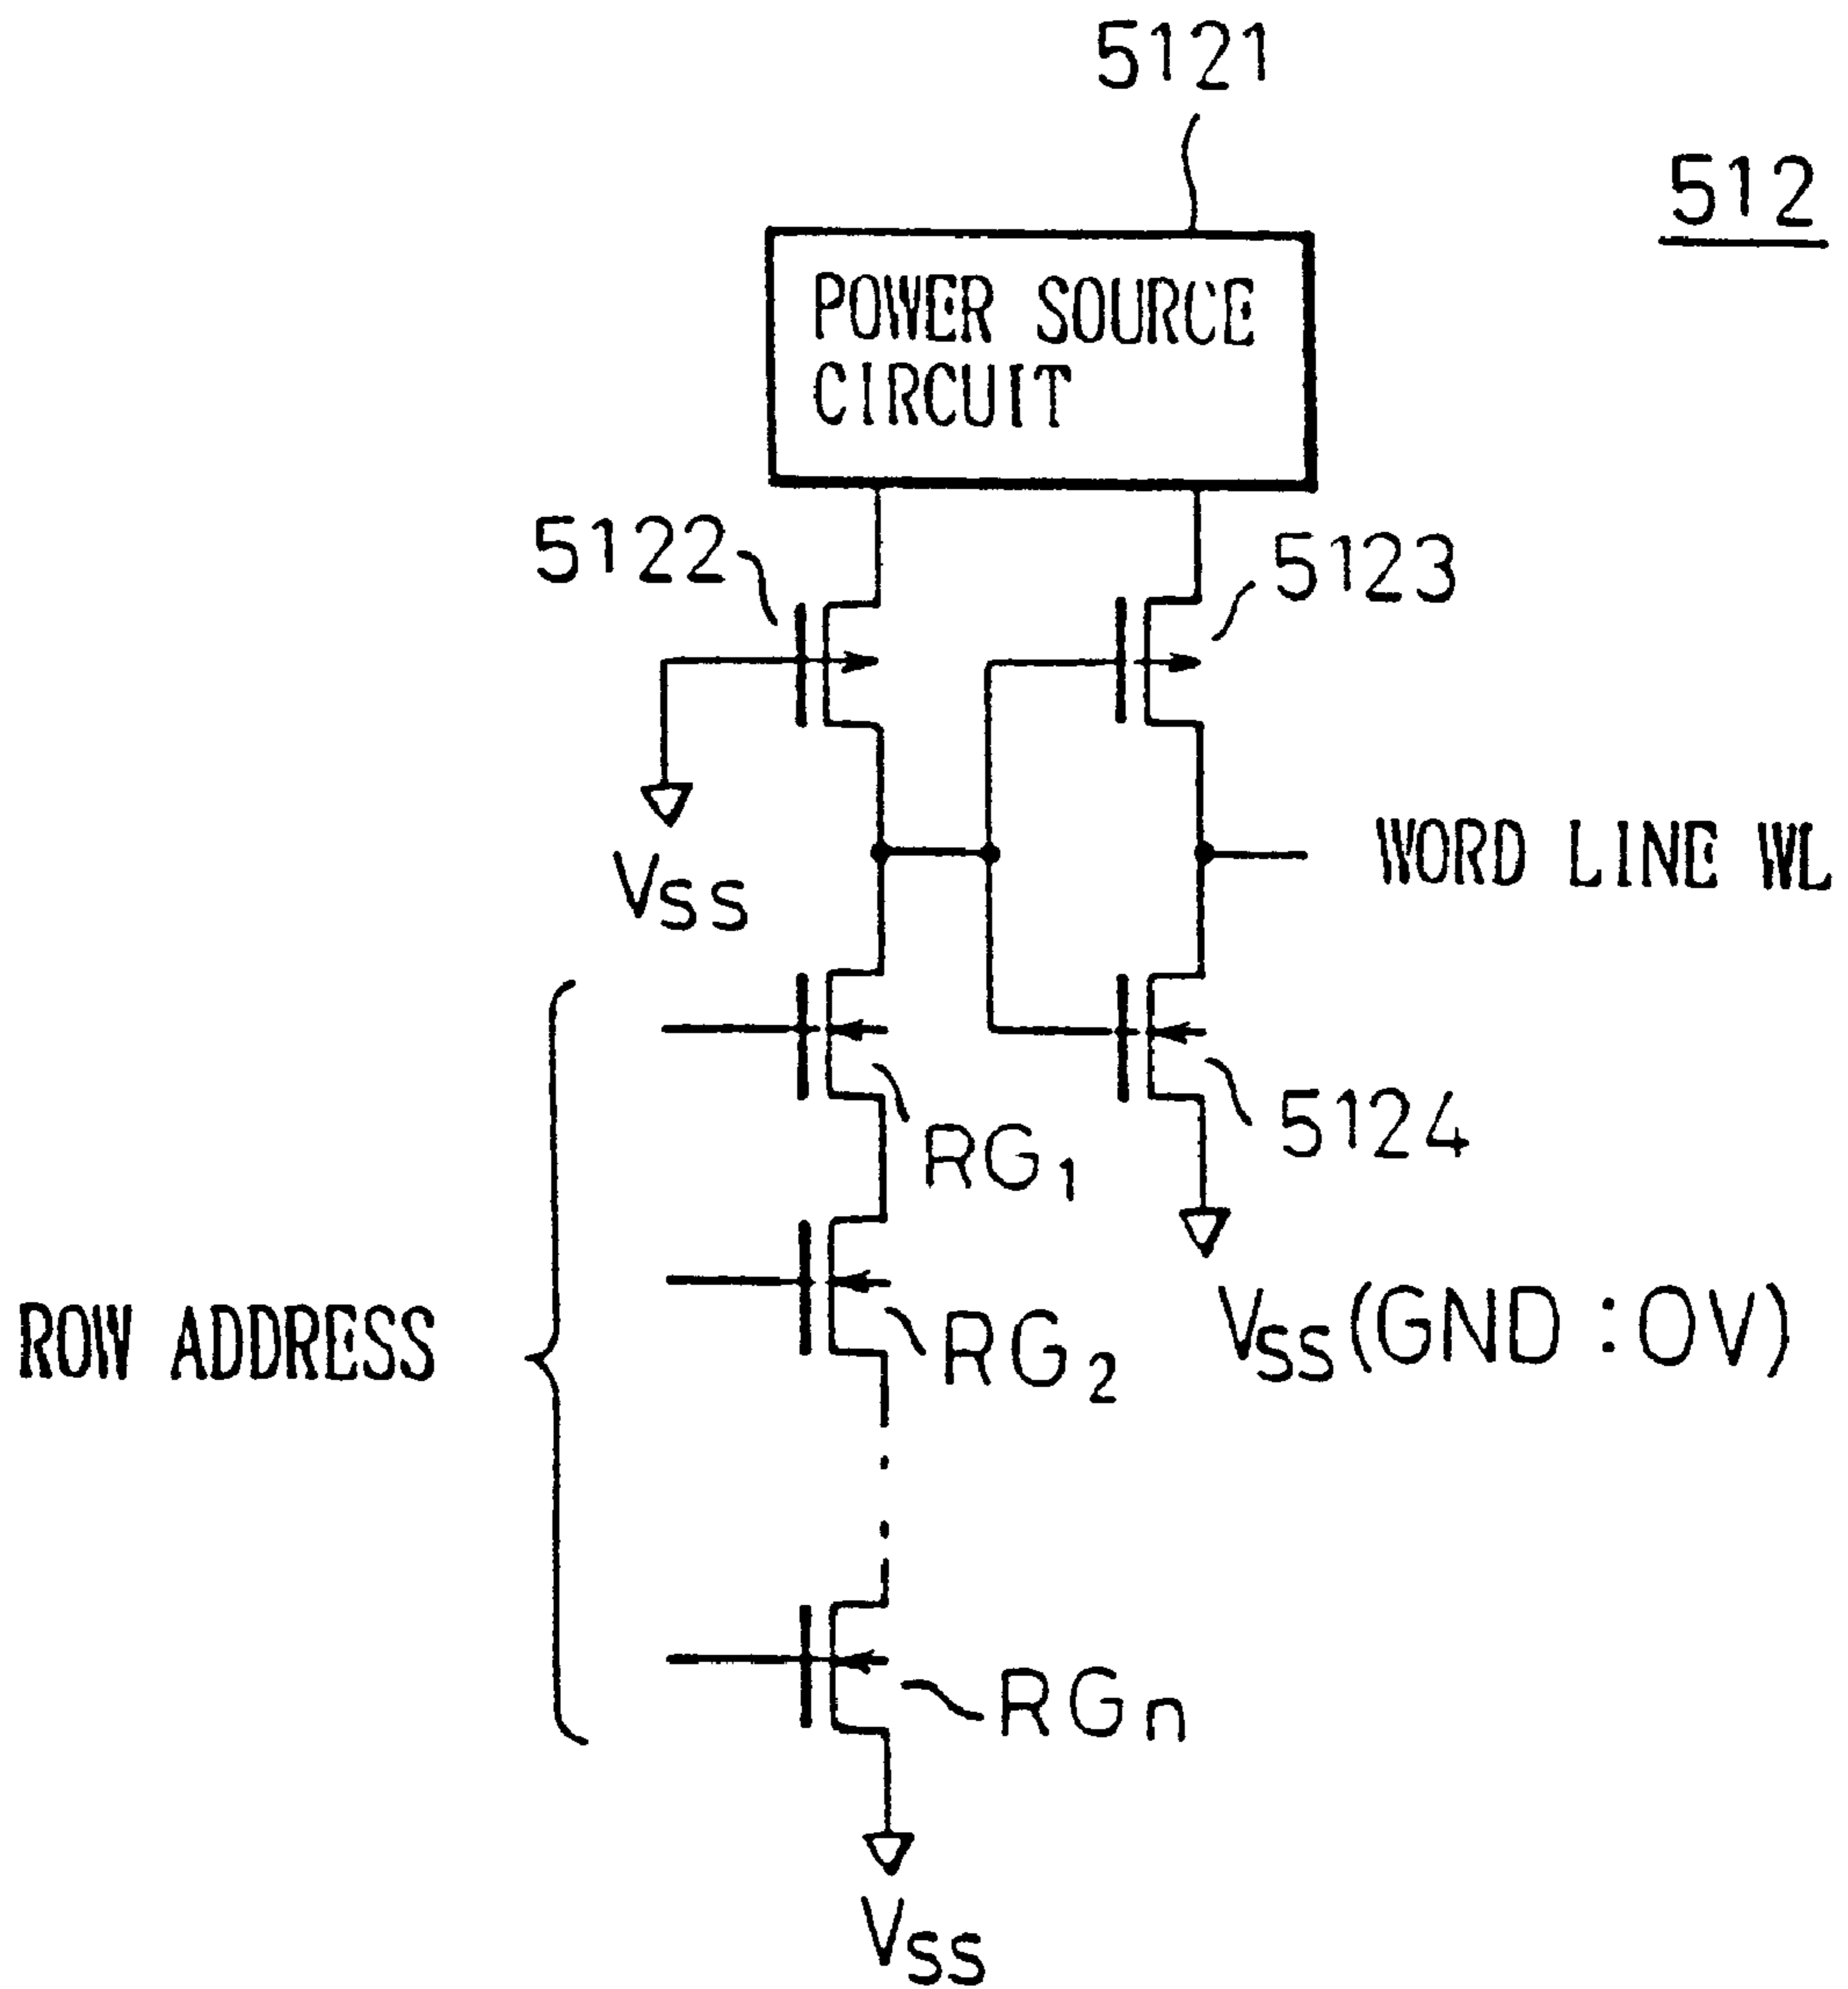 5121
512
POWER SOURCE
CIRCUIT
5122
5123
VSS
WORD LINE WL
RG1
5124
ROW ADDRESS
RG2
VSS(GND:0V)
RGn
VSS